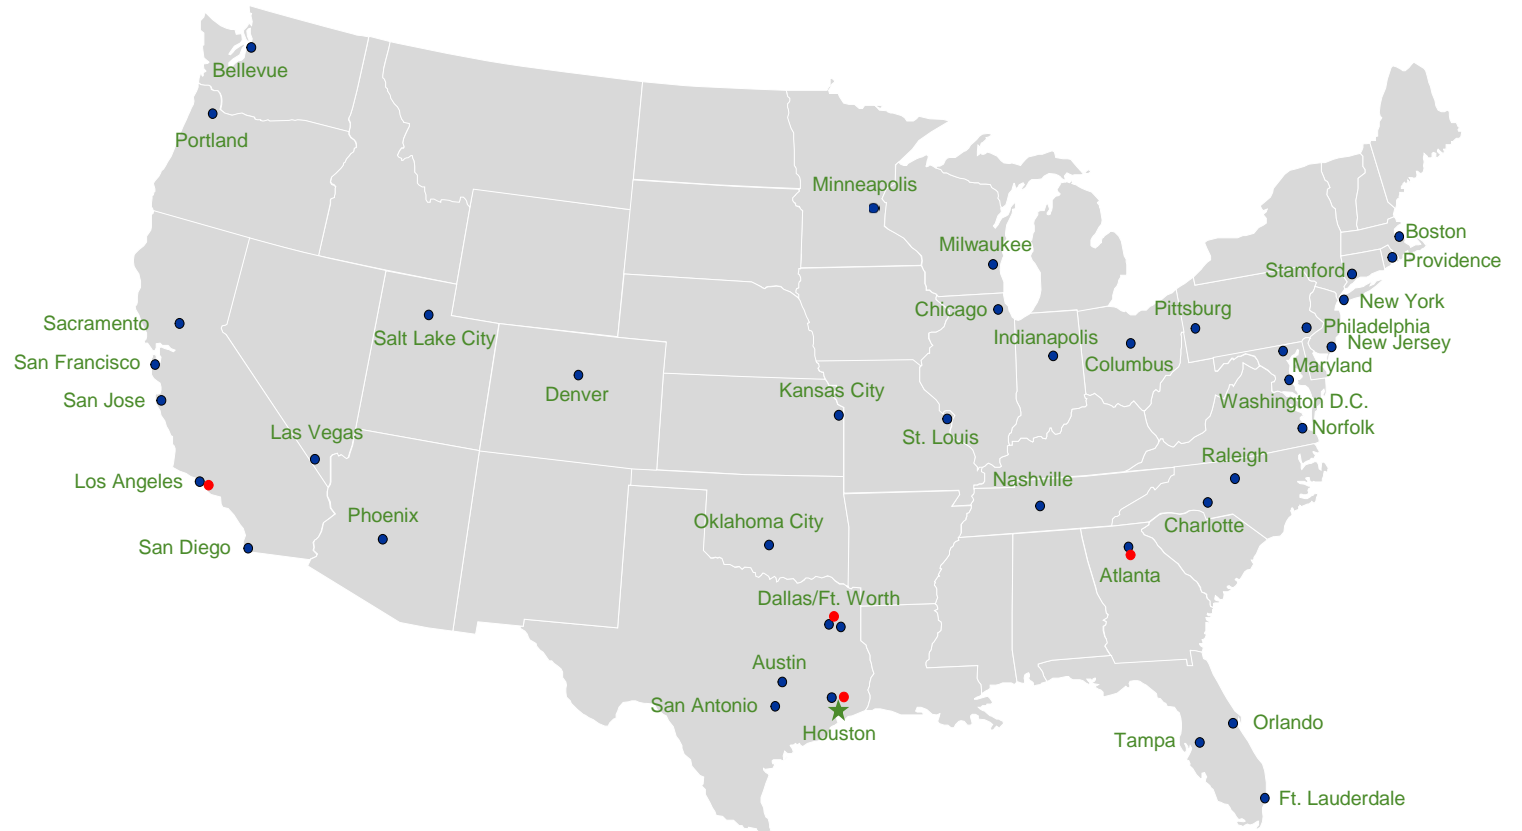 Bellevue
Portland
Minneapolis
Milwaukee
Boston
Providence
Stamford
New York
Sacramento
Salt Lake City
Chicago
Pittsburg
Philadelphia
Indianapolis
New Jersey
San Francisco
Columbus
Maryland
Denver
Kansas City
San Jose
Washington D.C.
Las Vegas
St. Louis
Norfolk
Raleigh
Los Angeles
Nashville
Phoenix
Oklahoma City
Charlotte
San Diego
Atlanta
Dallas/Ft. Worth
Austin
San Antonio
Houston
Orlando
Tampa
Ft. Lauderdale